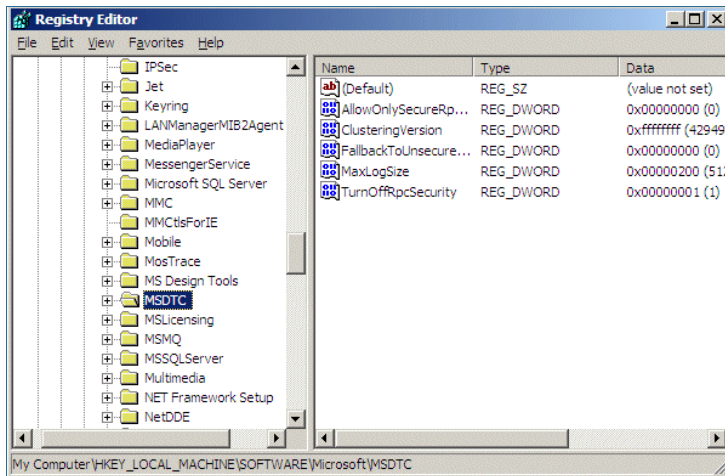 Registry Editor
File Edit View Favorites Help
IPSec
Jet
Keyring
LANManagerMIB2Agent
MediaPlayer
MessengerService
Microsoft SQL Server
MMC
MMCtlsForIE
Mobile
MosTrace
MS Design Tools
MSDTC
MSLicensing
MSMQ
MSSQLServer
Multimedia
NET Framework Setup
NetDDE
Name Type Data
(Default) REG_SZ (value not set)
AllowOnlySecureRp... REG_DWORD 0x00000000 (0)
ClusteringVersion REG_DWORD 0xffffffff (42949
FallbackToUnsecure... REG_DWORD 0x00000000 (0)
MaxLogSize REG_DWORD 0x00000200 (512
TurnOffRpcSecurity REG_DWORD 0x00000001 (1)
My Computer\HKEY_LOCAL_MACHINE\SOFTWARE\Microsoft\MSDTC